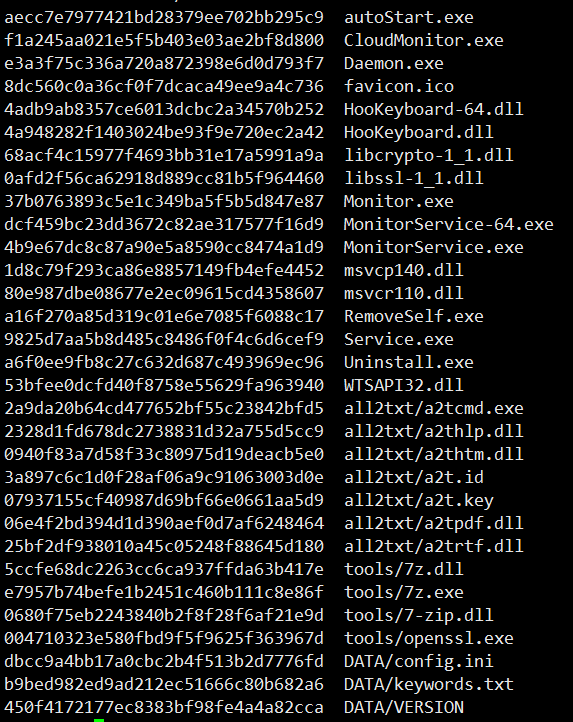 aecc7e7977421bd28379ee702bb295c9  autoStart.exe
f1a245aa021e5f5b403e03ae2bf8d800  CloudMonitor.exe
e3a3f75c336a720a872398e6d0d793f7  Daemon.exe
8dc560c0a36cf0f7dcaca49ee9a4c736  favicon.ico
4adb9ab8357ce6013dcbc2a34570b252  HooKeyboard-64.dll
4a948282f1403024be93f9e720ec2a42  HooKeyboard.dll
68acf4c15977f4693bb31e17a5991a9a  libcrypto-1_1.dll
0afd2f56ca62918d889cc81b5f964460  libssl-1_1.dll
37b0763893c5e1c349ba5f5b5d847e87  Monitor.exe
dcf459bc23dd3672c82ae317577f16d9  MonitorService-64.exe
4b9e67dc8c87a90e5a8590cc8474a1d9  MonitorService.exe
1d8c79f293ca86e8857149fb4efe4452  msvcp140.dll
80e987dbe08677e2ec09615cd4358607  msvcr110.dll
a16f270a85d319c01e6e7085f6088c17  RemoveSelf.exe
9825d7aa5b8d485c8486f0f4c6d6cef9  Service.exe
a6f0ee9fb8c27c632d687c493969ec96  Uninstall.exe
53bfee0dcfd40f8758e55629fa963940  WTSAPI32.dll
2a9da20b64cd477652bf55c23842bfd5  all2txt/a2tcmd.exe
2328d1fd678dc2738831d32a755d5cc9  all2txt/a2thlp.dll
0940f83a7d58f33c80975d19deacb5e0  all2txt/a2thtm.dll
3a897c6c1d0f28af06a9c91063003d0e  all2txt/a2t.id
07937155cf40987d69bf66e0661aa5d9  all2txt/a2t.key
06e4f2bd394d1d390aef0d7af6248464  all2txt/a2tpdf.dll
25bf2df938010a45c05248f88645d180  all2txt/a2trtf.dll
5ccfe68dc2263cc6ca937ffda63b417e  tools/7z.dll
e7957b74befe1b2451c460b111c8e86f  tools/7z.exe
0680f75eb2243840b2f8f28f6af21e9d  tools/7-zip.dll
004710323e580fbd9f5f9625f363967d  tools/openssl.exe
dbcc9a4bb17a0cbc2b4f513b2d7776fd  DATA/config.ini
b9bed982ed9ad212ec51666c80b682a6  DATA/keywords.txt
450f4172177ec8383bf98fe4a4a82cca  DATA/VERSION